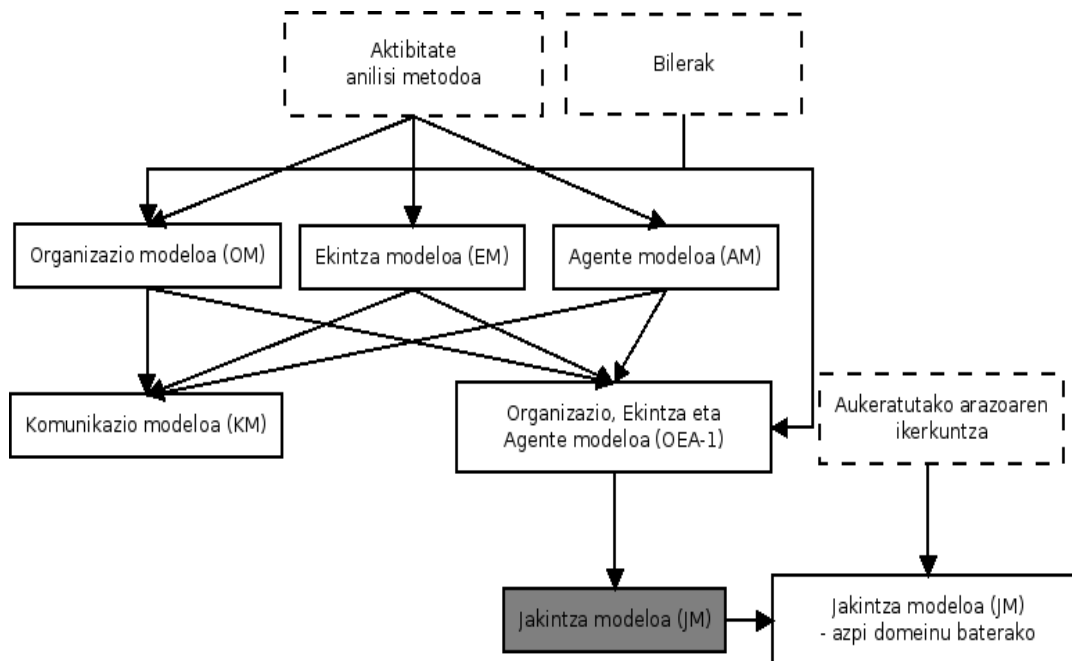 Aktibitate
anilisi metodoa
Bilerak
Organizazio modeloa (OM)
Ekintza modeloa (EM)
Agente modeloa (AM)
Komunikazio modeloa (KM)
Organizazio, Ekintza eta
Agente modeloa (OEA-1)
Aukeratutako arazoaren
ikerkuntza
Jakintza modeloa (JM)
Jakintza modeloa (JM)
- azpi domeinu baterako